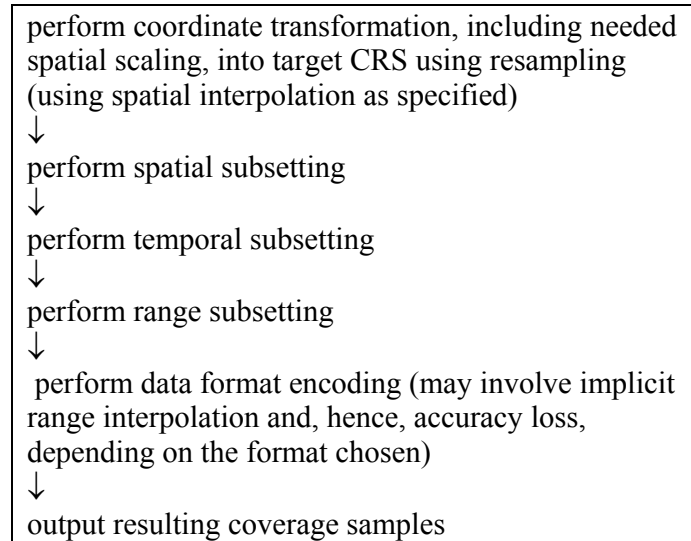 perform coordinate transformation, including needed
spatial scaling, into target CRS using resampling
(using spatial interpolation as specified)
↓
perform spatial subsetting
↓
perform temporal subsetting
↓
perform range subsetting
↓
perform data format encoding (may involve implicit
range interpolation and, hence, accuracy loss,
depending on the format chosen)
↓
output resulting coverage samples